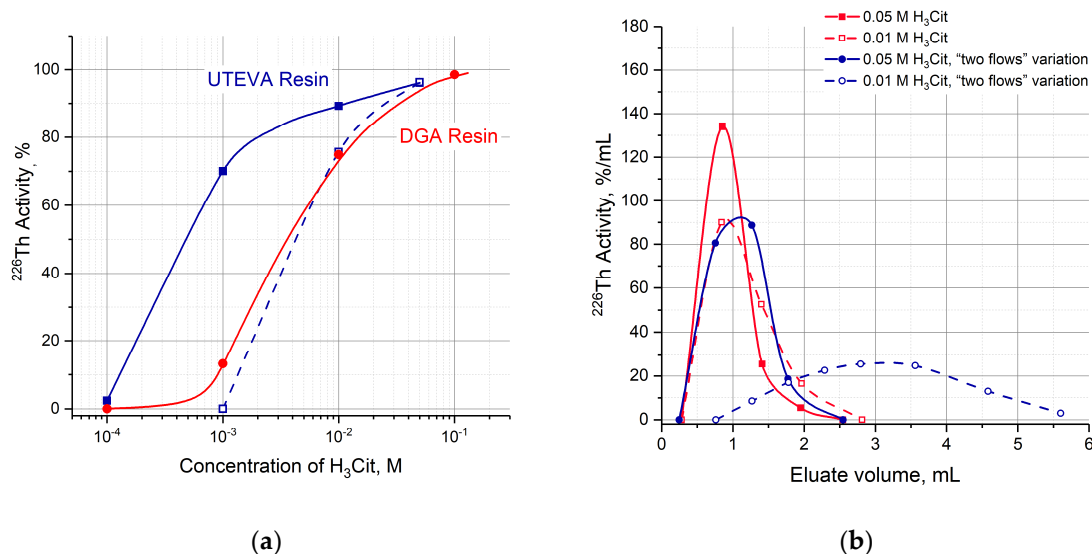 UTEVA Resin
DGA Resin
²²⁶Th Activity, %
100
80
60
40
20
0
10⁻⁴
10⁻³
10⁻²
10⁻¹
Concentration of H₃Cit, M
(a)
0.05 M H₃Cit
0.01 M H₃Cit
0.05 M H₃Cit, “two flows” variation
0.01 M H₃Cit, “two flows” variation
²²⁶Th Activity, %/mL
180
160
140
120
100
80
60
40
20
0
0
1
2
3
4
5
6
Eluate volume, mL
(b)